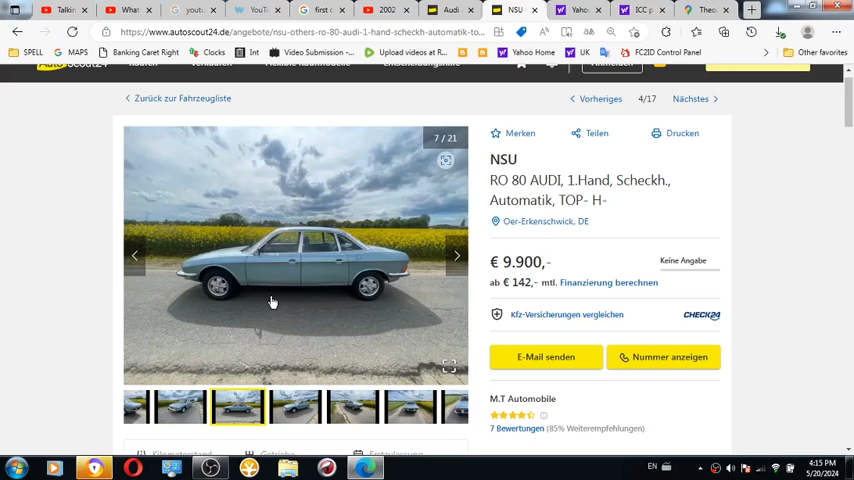 Talkin
What
youtu
YouTu
first c
2002
Audi
NSU
Yaho
ICC p
Theo
https://www.autoscout24.de/angebote/nsu-others-ro-80-audi-1-hand-scheckh-automatik-to...
SPELL
MAPS
Banking Caret Right
Clocks
Int
Video Submission -...
Upload videos at R...
Yahoo Home
UK
FC2ID Control Panel
Other favorites
Zurück zur Fahrzeugliste
Vorheriges
4/17
Nächstes
7 / 21
Merken
Teilen
Drucken
NSU
RO 80 AUDI, 1.Hand, Scheckh.,
Automatik, TOP- H-
Oer-Erkenschwick, DE
€ 9.900,-
Keine Angabe
ab € 142,- mtl. Finanzierung berechnen
Kfz-Versicherungen vergleichen
CHECK24
E-Mail senden
Nummer anzeigen
M.T Automobile
7 Bewertungen (85% Weiterempfehlungen)
Kilometerstand
Getriebe
Erstzulassung
EN
4:15 PM
5/20/2024